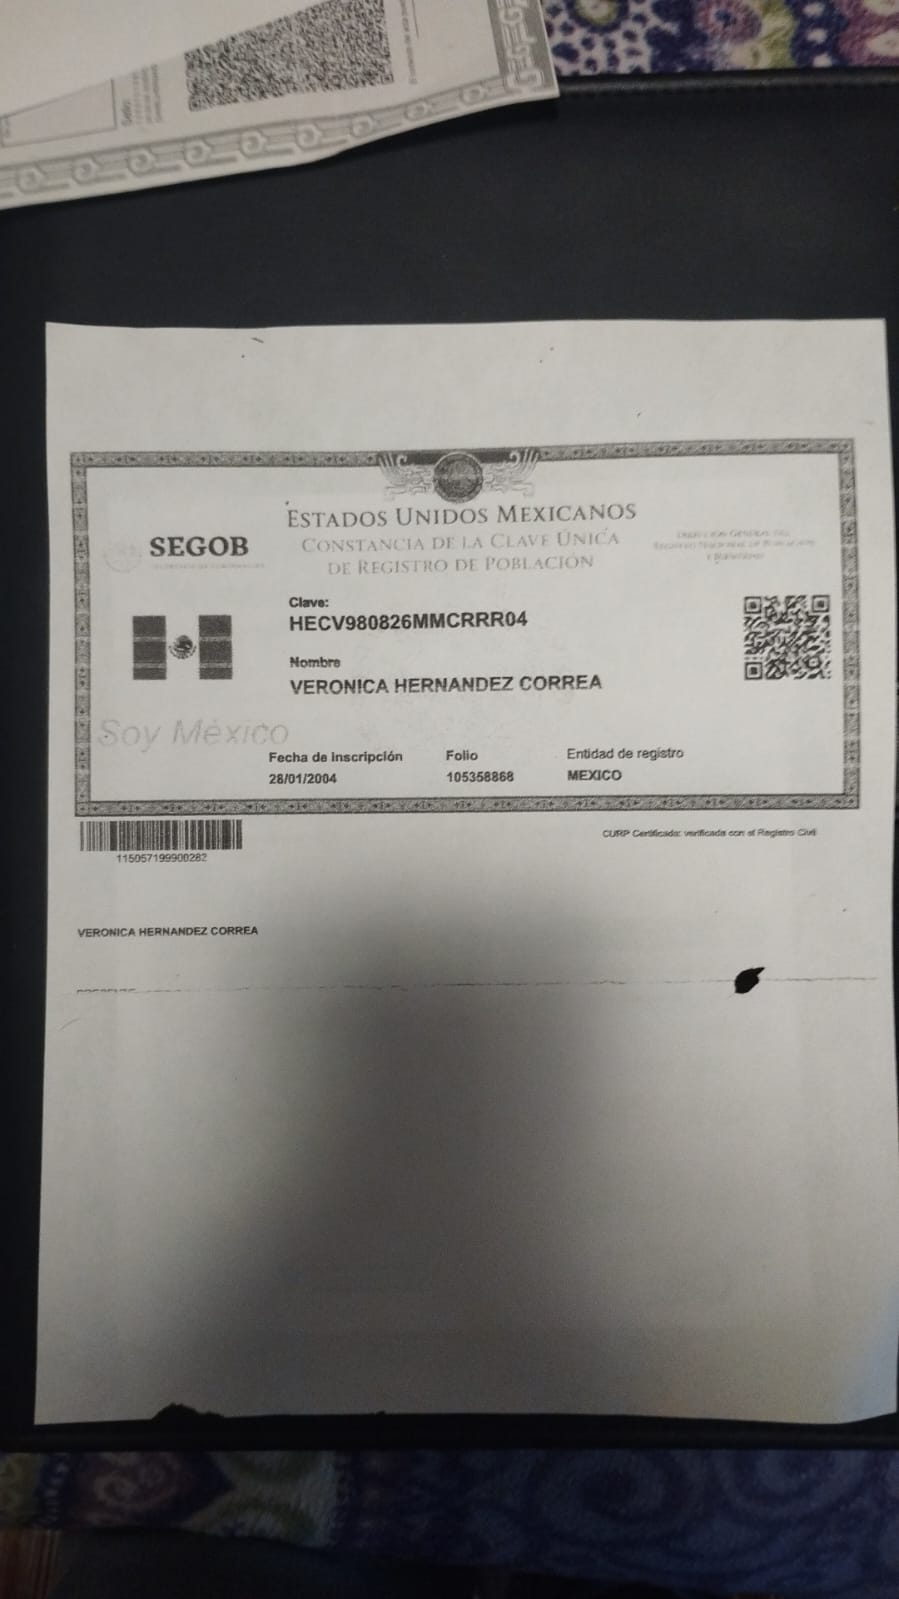 ESTADOS UNIDOS MEXICANOS
SEGOB
CONSTANCIA DE LA CLAVE ÚNICA
DE REGISTRO DE POBLACIÓN
Clave:
HECV980826MMCRRR04
Nombre
VERONICA HERNANDEZ CORREA
Soy México
Fecha de inscripción
Folio
Entidad de registro
28/01/2004
105358868
MEXICO
CURP Certificada: verificada con el Registro Civil
115057199900282
VERONICA HERNANDEZ CORREA